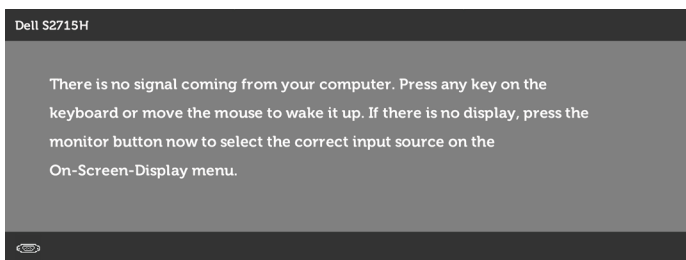 Dell S2715H
There is no signal coming from your computer. Press any key on the
keyboard or move the mouse to wake it up. If there is no display, press the
monitor button now to select the correct input source on the
On-Screen-Display menu.